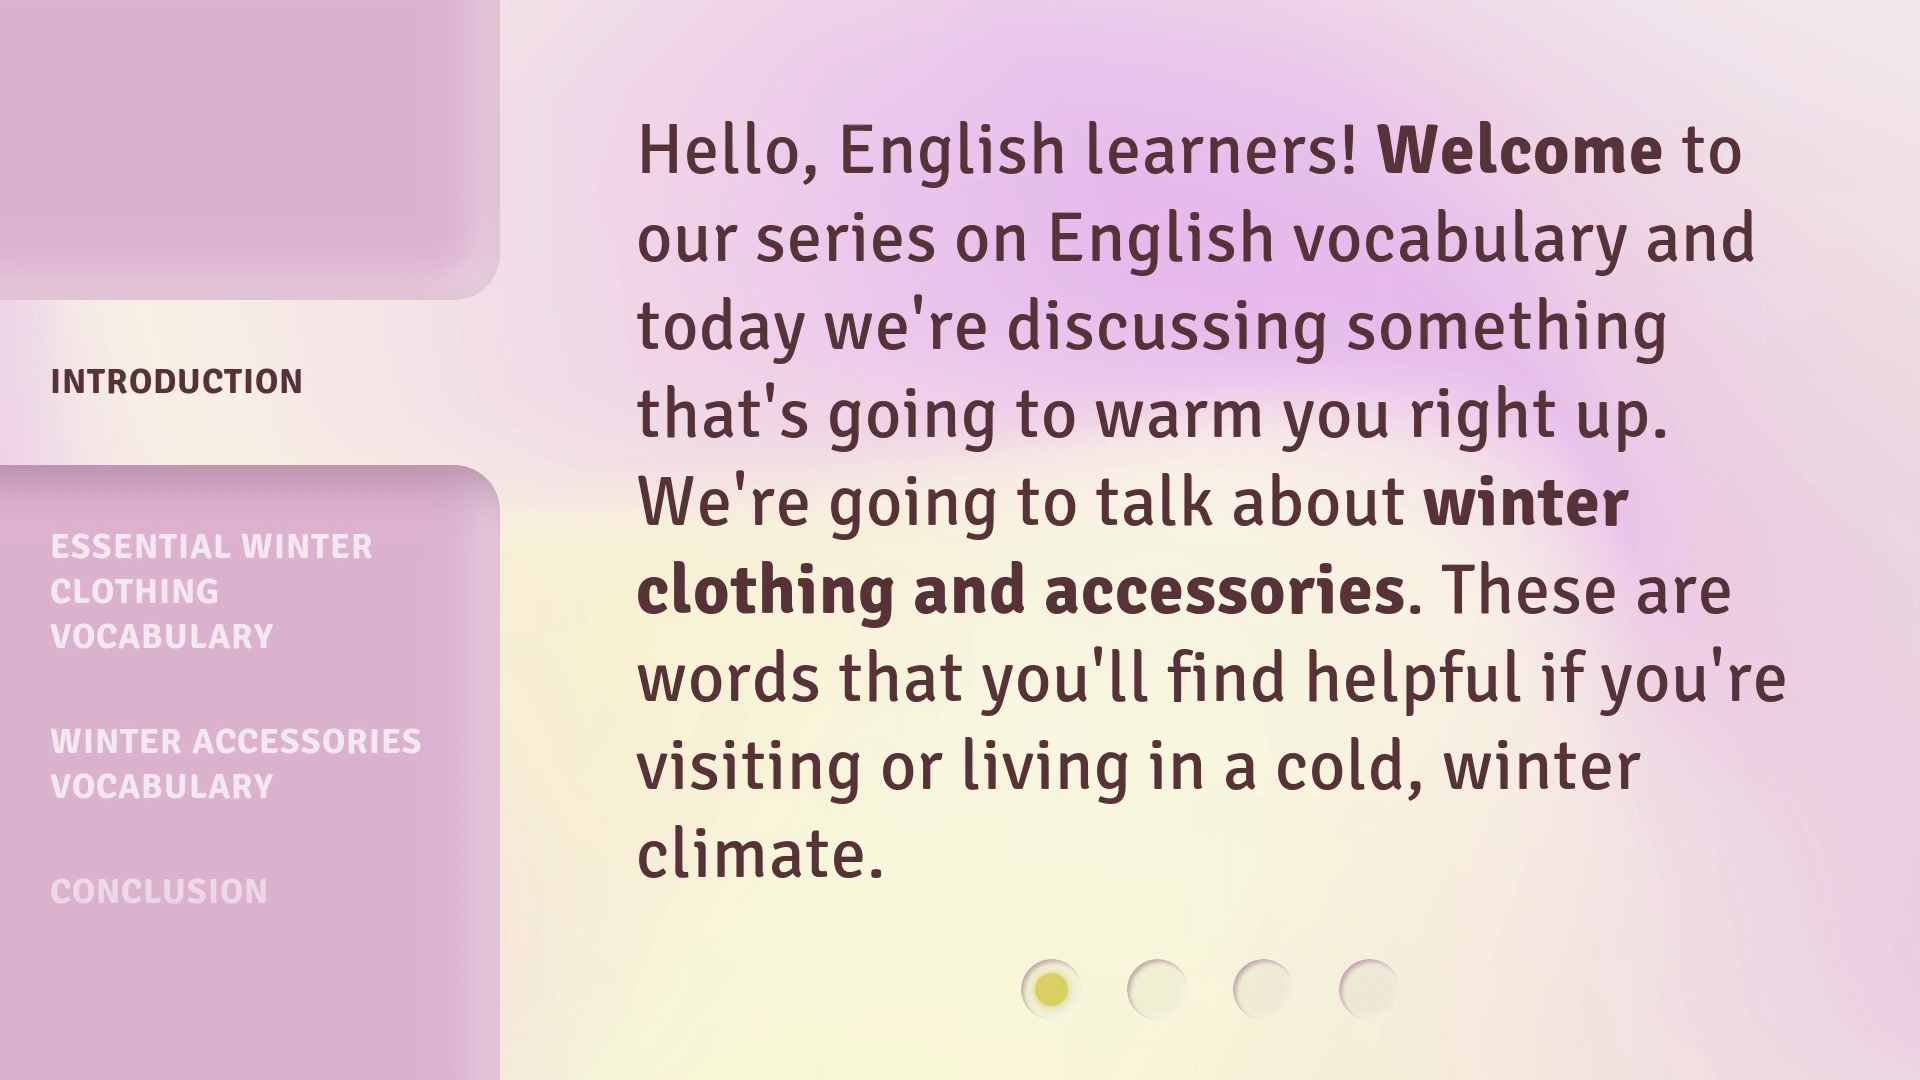 INTRODUCTION
ESSENTIAL WINTER
CLOTHING
VOCABULARY
WINTER ACCESSORIES
VOCABULARY
CONCLUSION
Hello, English learners! Welcome to
our series on English vocabulary and
today we're discussing something
that's going to warm you right up.
We're going to talk about winter
clothing and accessories. These are
words that you'll find helpful if you're
visiting or living in a cold, winter
climate.